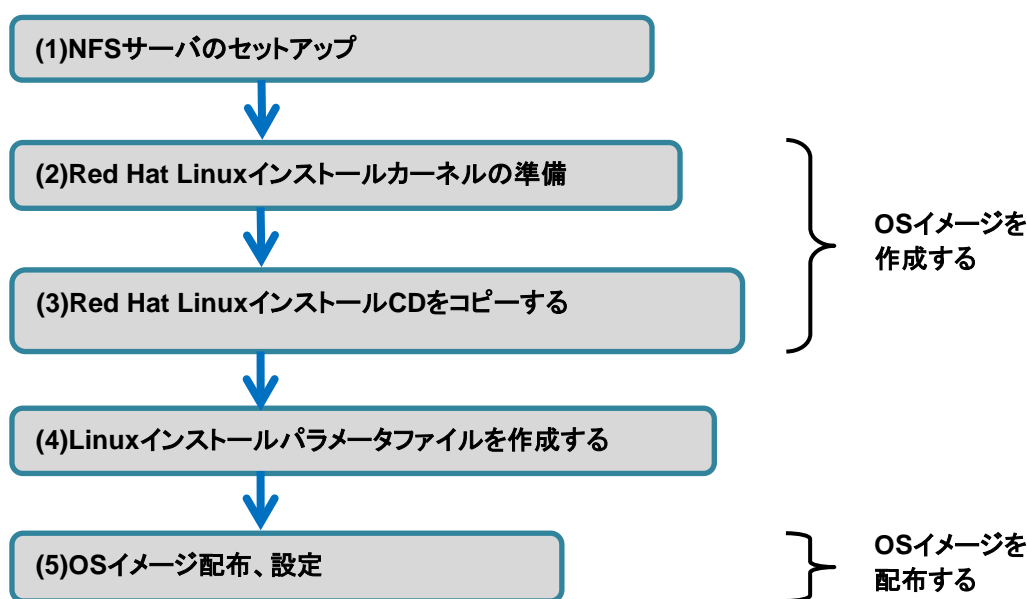 (1)NFSサーバのセットアップ
(2)Red Hat Linuxインストールカーネルの準備
(3)Red Hat LinuxインストールCDをコピーする
OSイメージを
作成する
(4)Linuxインストールパラメータファイルを作成する
(5)OSイメージ配布、設定
OSイメージを
配布する